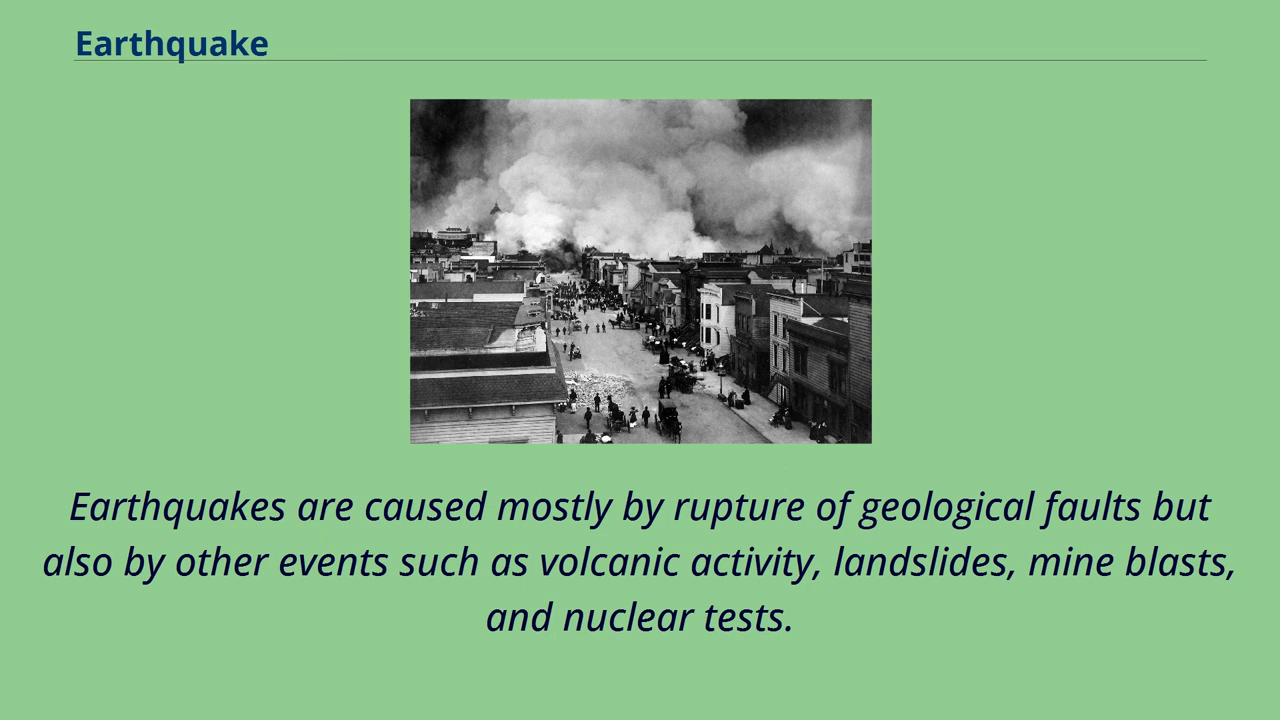 Earthquake
Earthquakes are caused mostly by rupture of geological faults but
also by other events such as volcanic activity, landslides, mine blasts,
and nuclear tests.